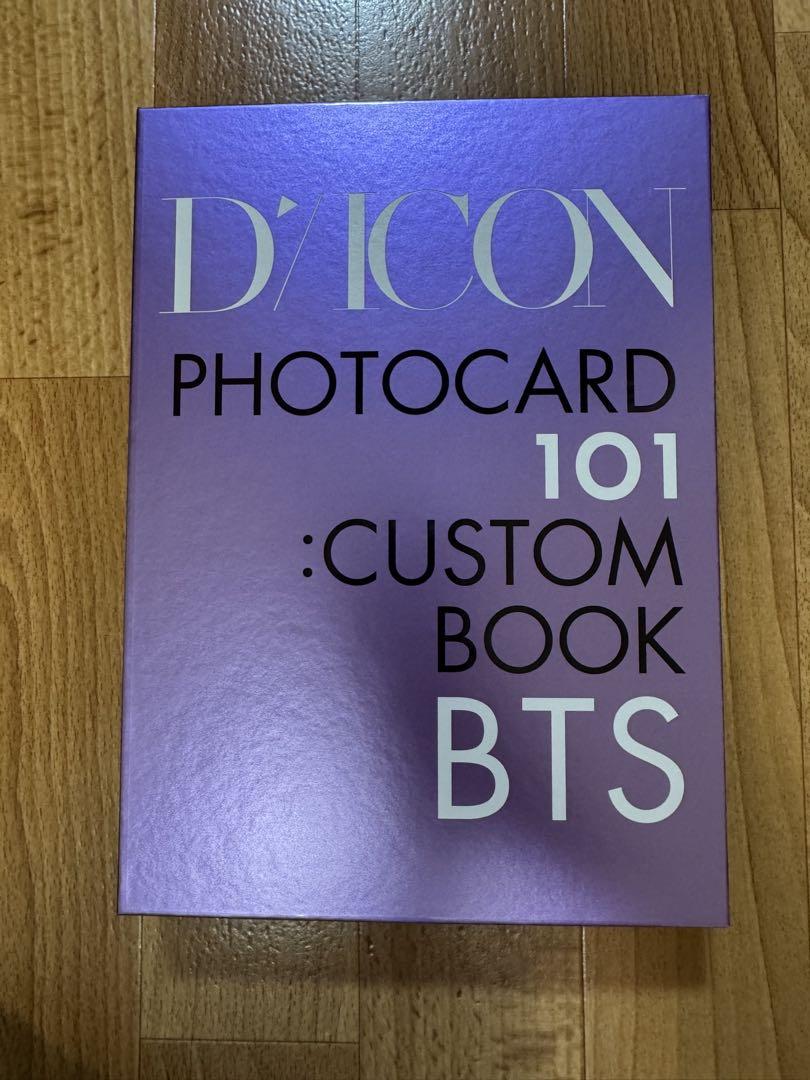 D'/ICON
PHOTOCARD
101
:CUSTOM
BOOK
BTS